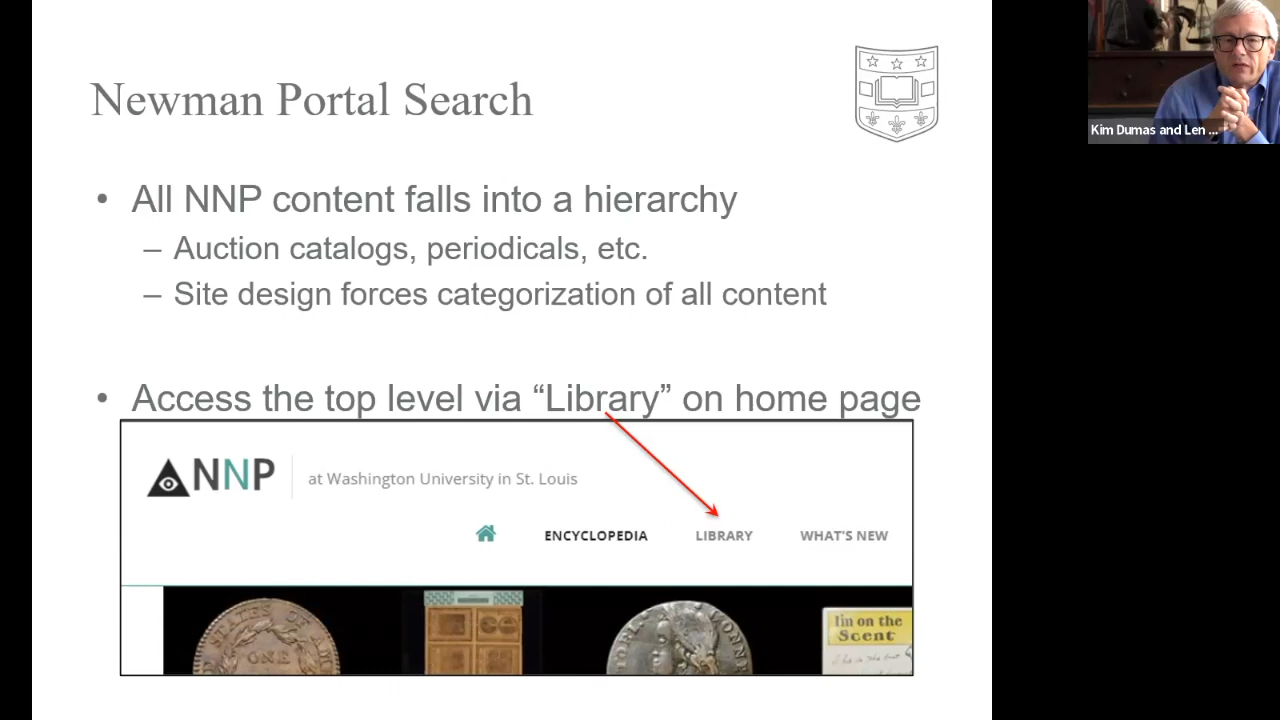 Newman Portal Search
Kim Dumas and Len ...
• All NNP content falls into a hierarchy
– Auction catalogs, periodicals, etc.
– Site design forces categorization of all content
• Access the top level via “Library” on home page
NNP
at Washington University in St. Louis
ENCYCLOPEDIA LIBRARY WHAT'S NEW
ONE
on the
Scent